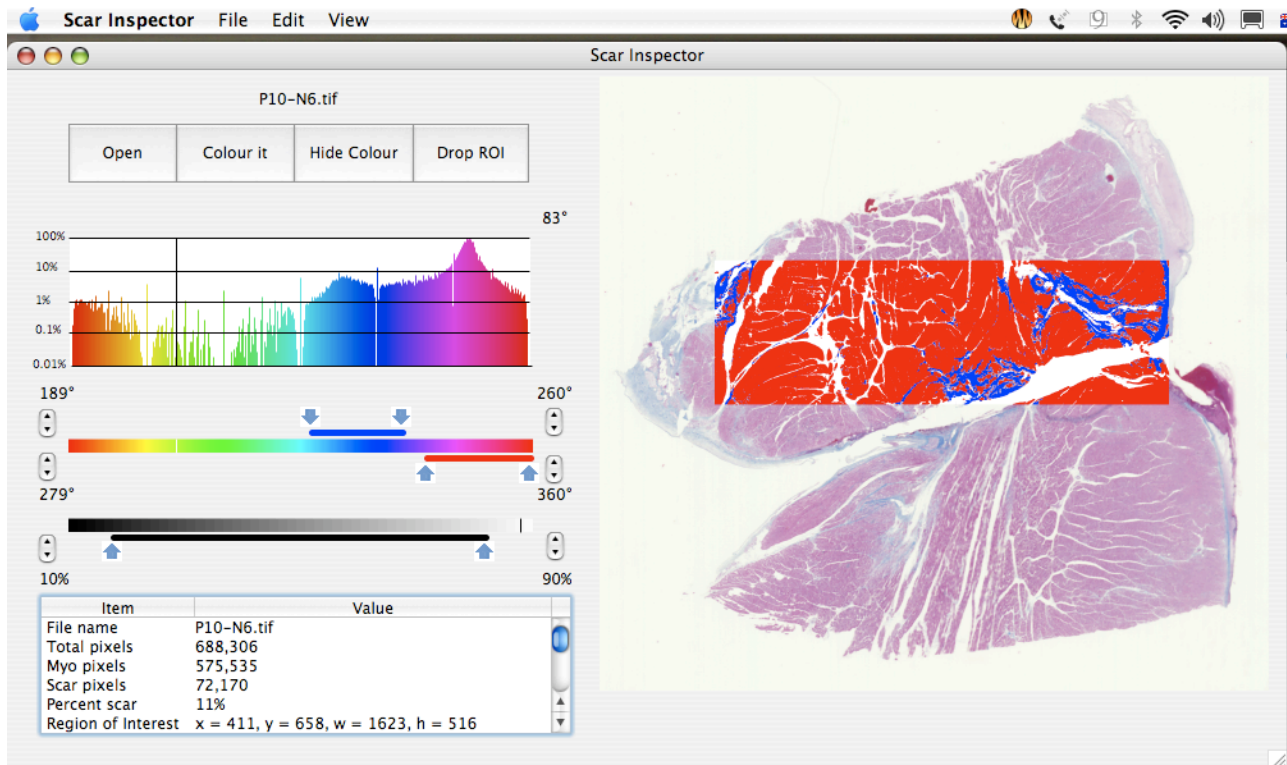 Scar Inspector File Edit View
Scar Inspector
P10-N6.tif
Open Colour it Hide Colour Drop ROI
83°
100%
10%
1%
0.1%
0.01%
189° 260°
279° 360°
10% 90%
Item Value
File name P10-N6.tif
Total pixels 688,306
Myo pixels 575,535
Scar pixels 72,170
Percent scar 11%
Region of Interest x = 411, y = 658, w = 1623, h = 516